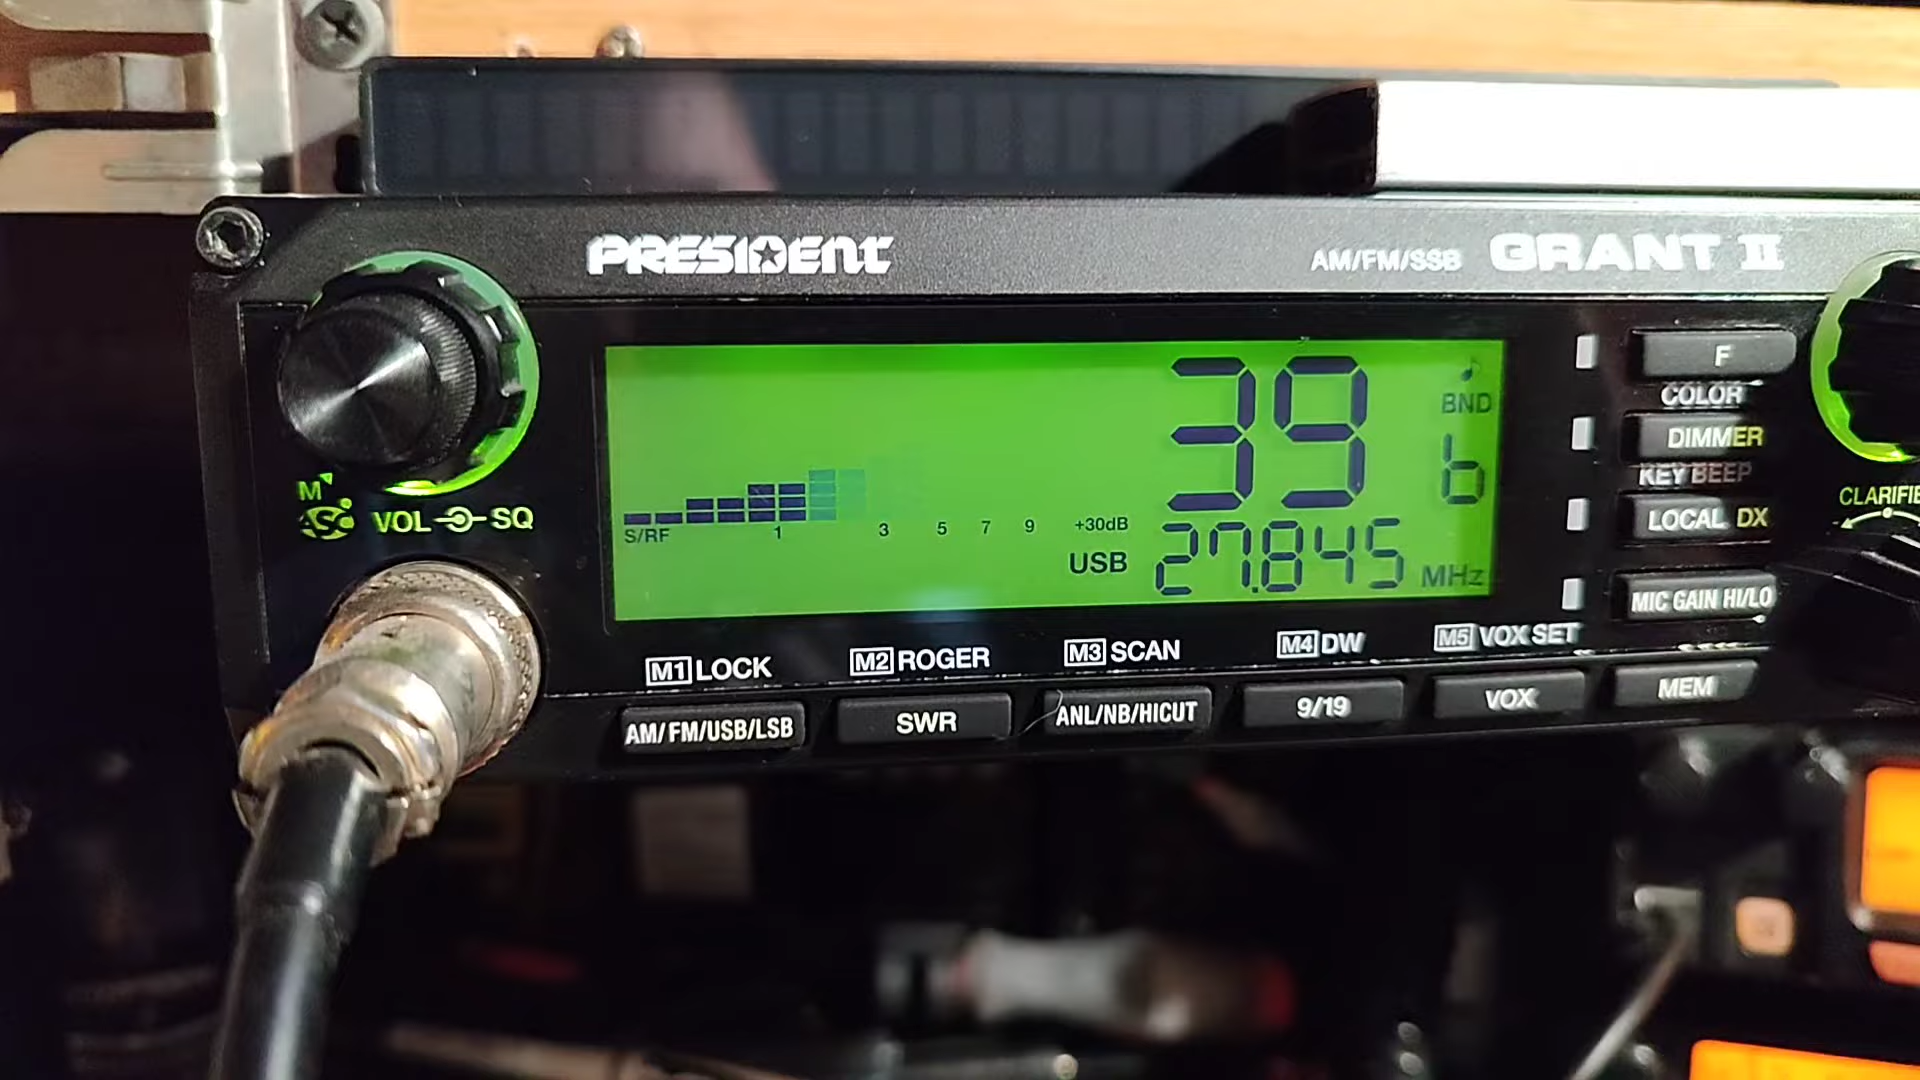 PRESIDENT AM/FM/SSB GRANT II
39
BND
b
S/RF 1 3 5 7 9 +30dB
USB 27.845 MHz
F
COLOR
DIMMER
KEY BEEP
LOCAL DX
MIC GAIN HI/LO
M
ASC
VOL SQ
CLARIFIE
M1 LOCK M2 ROGER M3 SCAN M4 DW M5 VOX SET
AM/FM/USB/LSB SWR ANL/NB/HICUT 9/19 VOX MEM